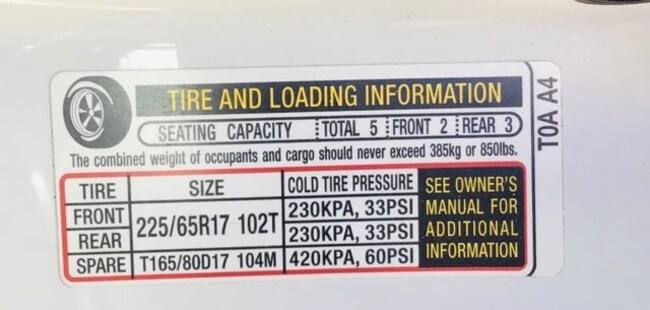 TIRE AND LOADING INFORMATION
SEATING CAPACITY TOTAL 5 FRONT 2 REAR 3
The combined weight of occupants and cargo should never exceed 385kg or 850lbs.
TIRE SIZE COLD TIRE PRESSURE SEE OWNER'S
FRONT 225/65R17 102T 230KPA, 33PSI MANUAL FOR
REAR 230KPA, 33PSI ADDITIONAL
SPARE T165/80D17 104M 420KPA, 60PSI INFORMATION
T0A A4